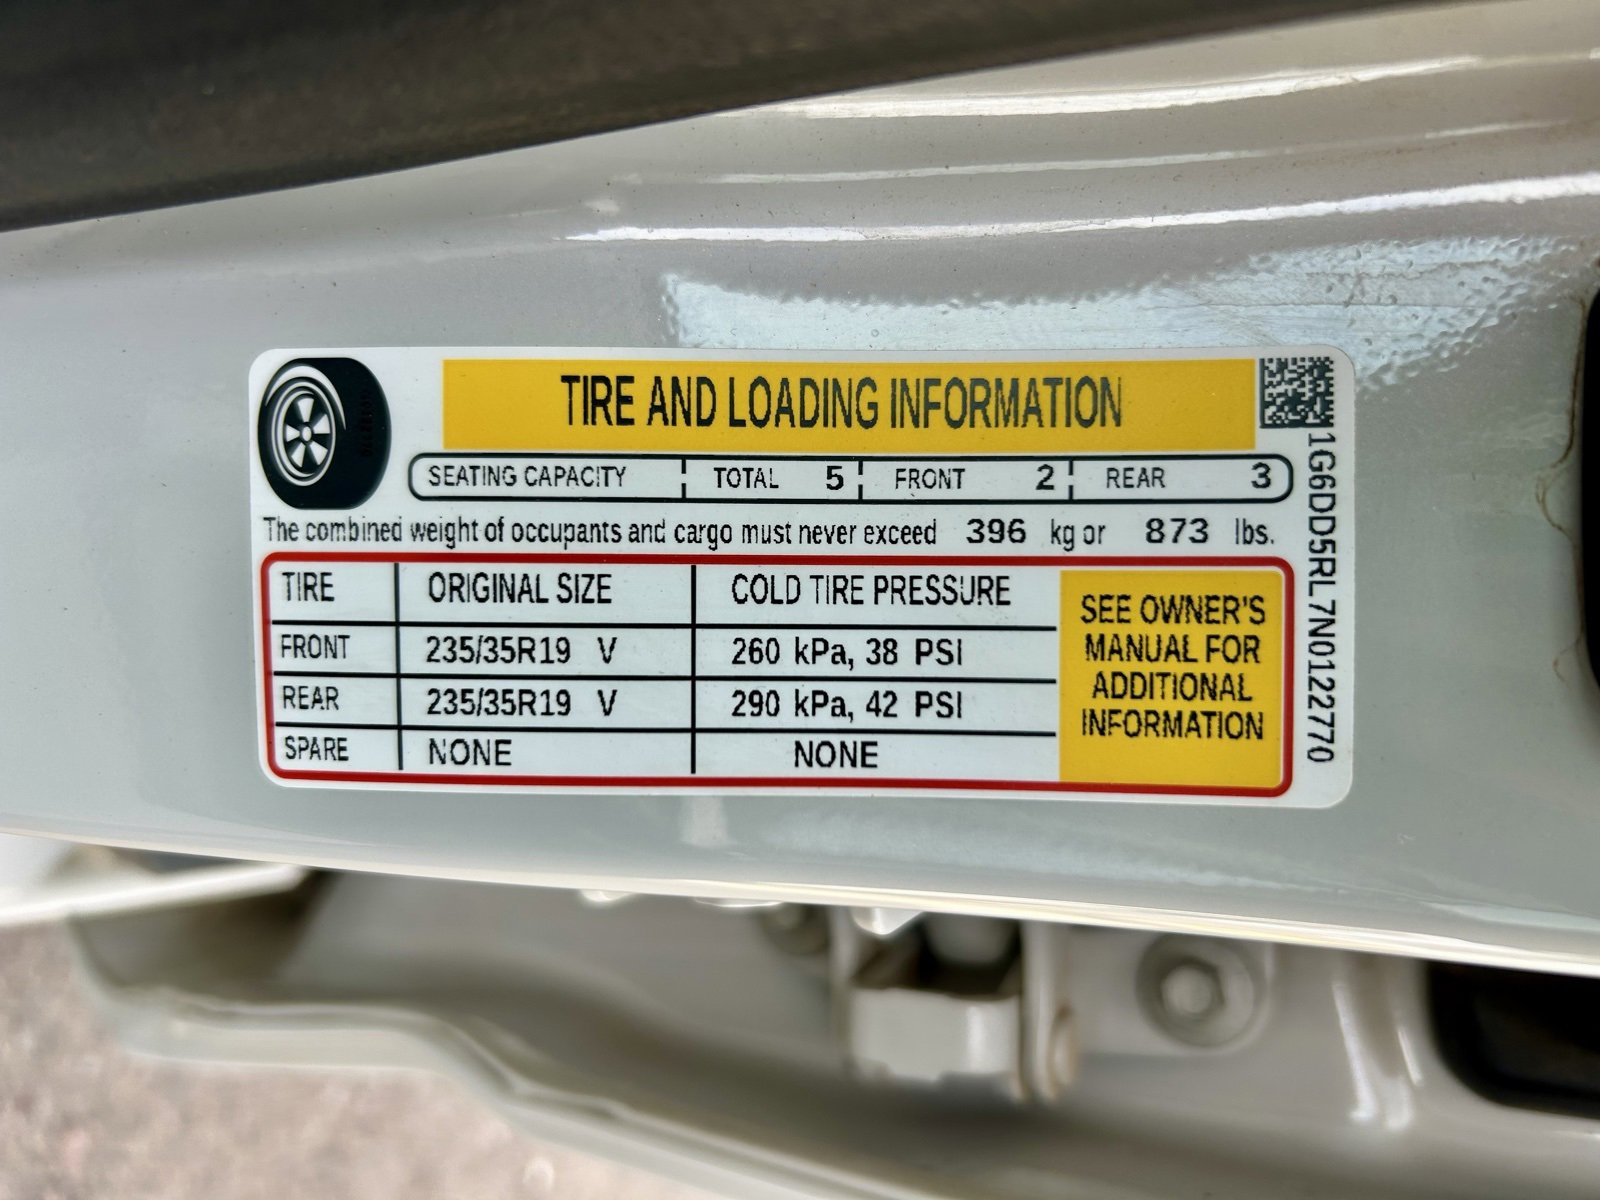 TIRE AND LOADING INFORMATION
SEATING CAPACITY TOTAL 5 FRONT 2 REAR 3
The combined weight of occupants and cargo must never exceed 396 kg or 873 lbs.
TIRE ORIGINAL SIZE COLD TIRE PRESSURE
FRONT 235/35R19 V 260 kPa, 38 PSI
REAR 235/35R19 V 290 kPa, 42 PSI
SPARE NONE NONE
SEE OWNER'S
MANUAL FOR
ADDITIONAL
INFORMATION
1G6DD5RL7N0122770